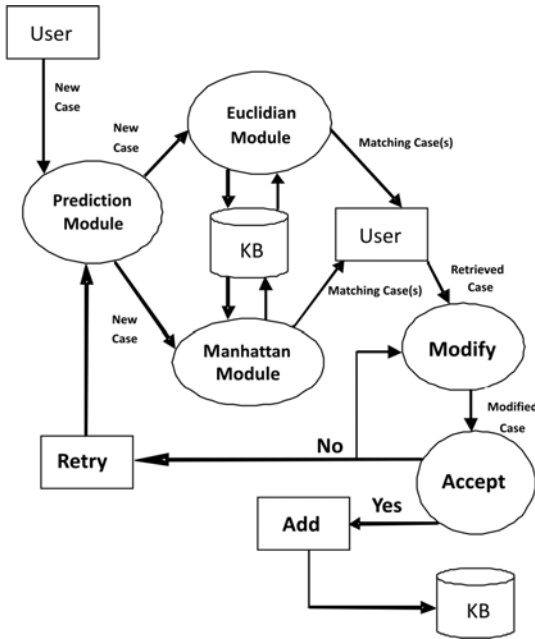 User
New
Case
New
Case
Euclidian
Module
Matching Case(s)
Prediction
Module
KB
User
Retrieved
Case
Matching Case(s)
New
Case
Manhattan
Module
Modify
Modified
Case
No
Retry
Accept
Yes
Add
KB